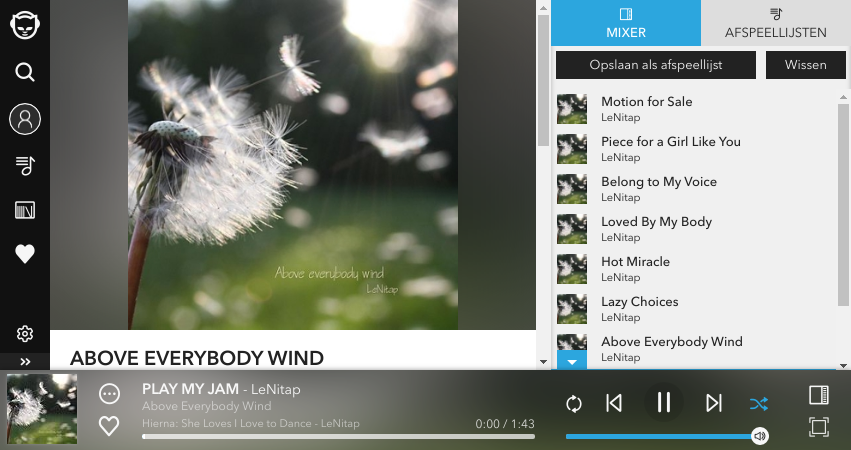 Above everybody wind
LeNitap
ABOVE EVERYBODY WIND
MIXER
AFSPEELLIJSTEN
Opslaan als afspeellijst
Wissen
Motion for Sale
LeNitap
Piece for a Girl Like You
LeNitap
Belong to My Voice
LeNitap
Loved By My Body
LeNitap
Hot Miracle
LeNitap
Lazy Choices
LeNitap
Above Everybody Wind
LeNitap
PLAY MY JAM - LeNitap
Above Everybody Wind
Hierna: She Loves I Love to Dance - LeNitap
0:00 / 1:43